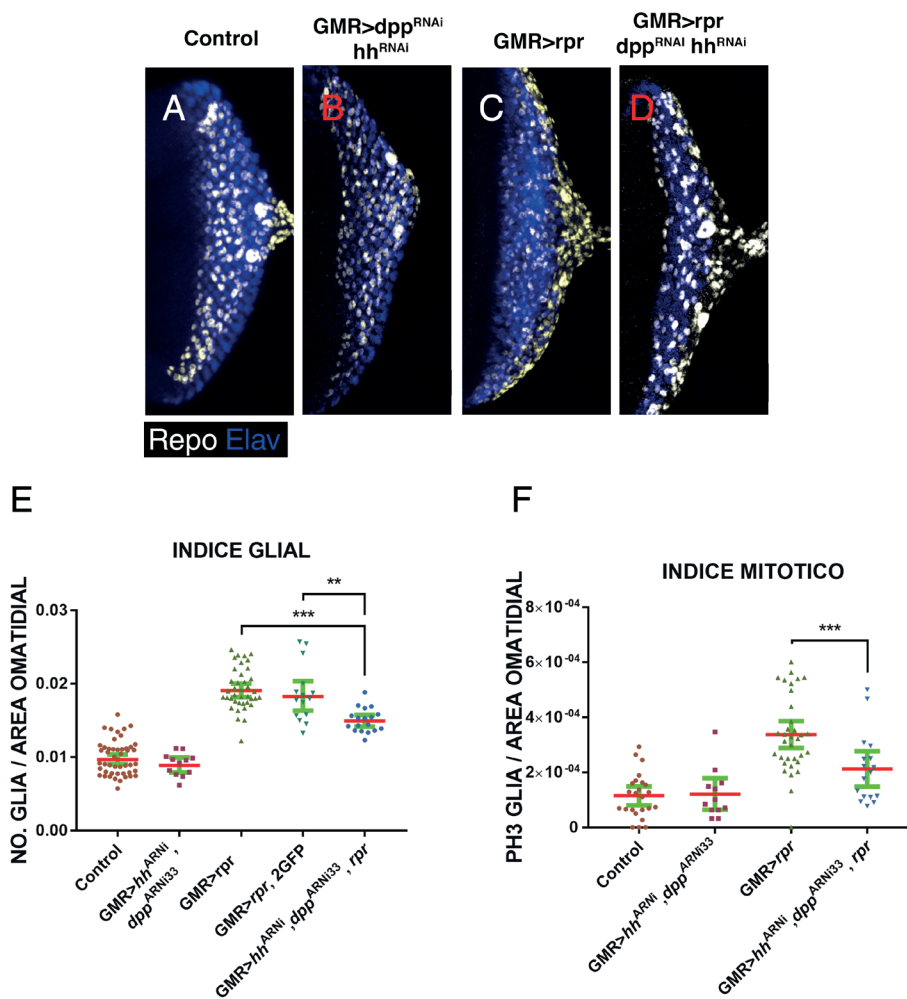 Control
GMR>dpp^RNAi
hh^RNAi
GMR>rpr
GMR>rpr
dpp^RNAI hh^RNAi
A
B
C
D
Repo Elav
E
INDICE GLIAL
NO. GLIA / AREA OMATIDIAL
0.03
0.02
0.01
0.00
**
***
Control
GMR>hh^ARNi,
dpp^ARNi33
GMR>rpr
GMR>rpr, 2GFP
GMR>hh^ARNi,dpp^ARNi33, rpr
F
INDICE MITOTICO
PH3 GLIA / AREA OMATIDIAL
8×10^-04
6×10^-04
4×10^-04
2×10^-04
0
***
Control
GMR>hh^ARNi,dpp^ARNi33
GMR>rpr
GMR>hh^ARNi,dpp^ARNi33, rpr